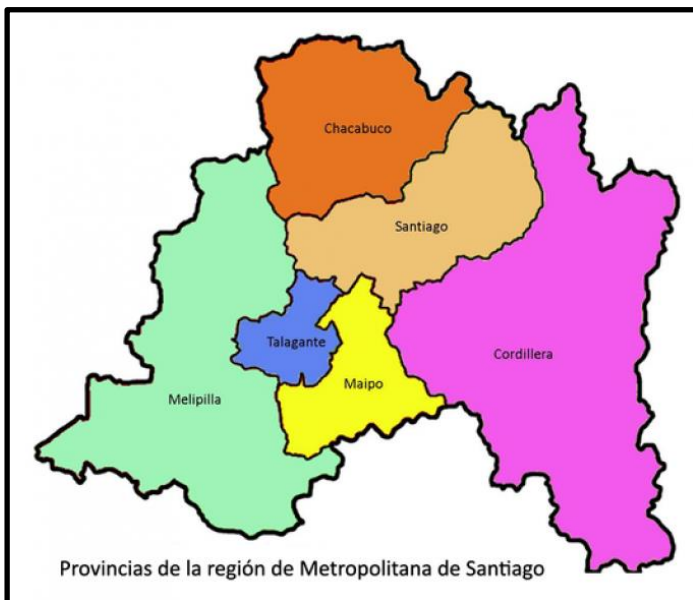 Chacabuco
Santiago
Talagante
Cordillera
Maipo
Melipilla
Provincias de la región de Metropolitana de Santiago